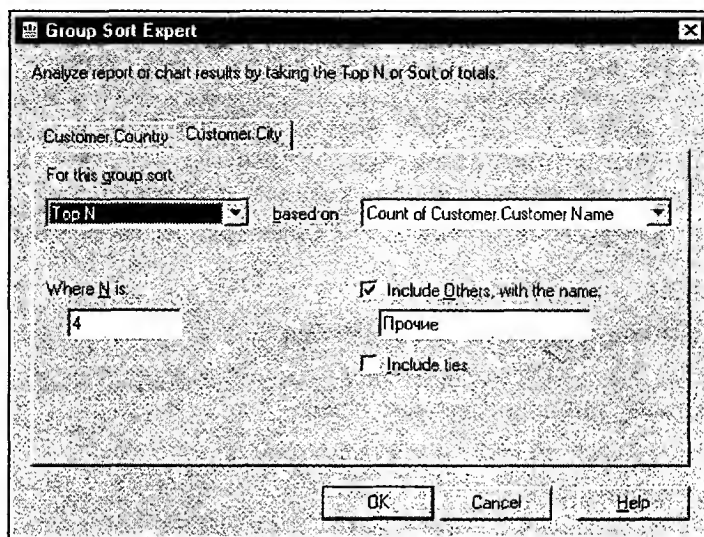 Group Sort Expert
Analyze report or chart results by taking the Top N or Sort of totals.
Customer.Country Customer.City
For this group sort
Top N based on Count of Customer.Customer Name
Where N is: Include Others, with the name:
4 Прочие
Include ties
OK Cancel Help